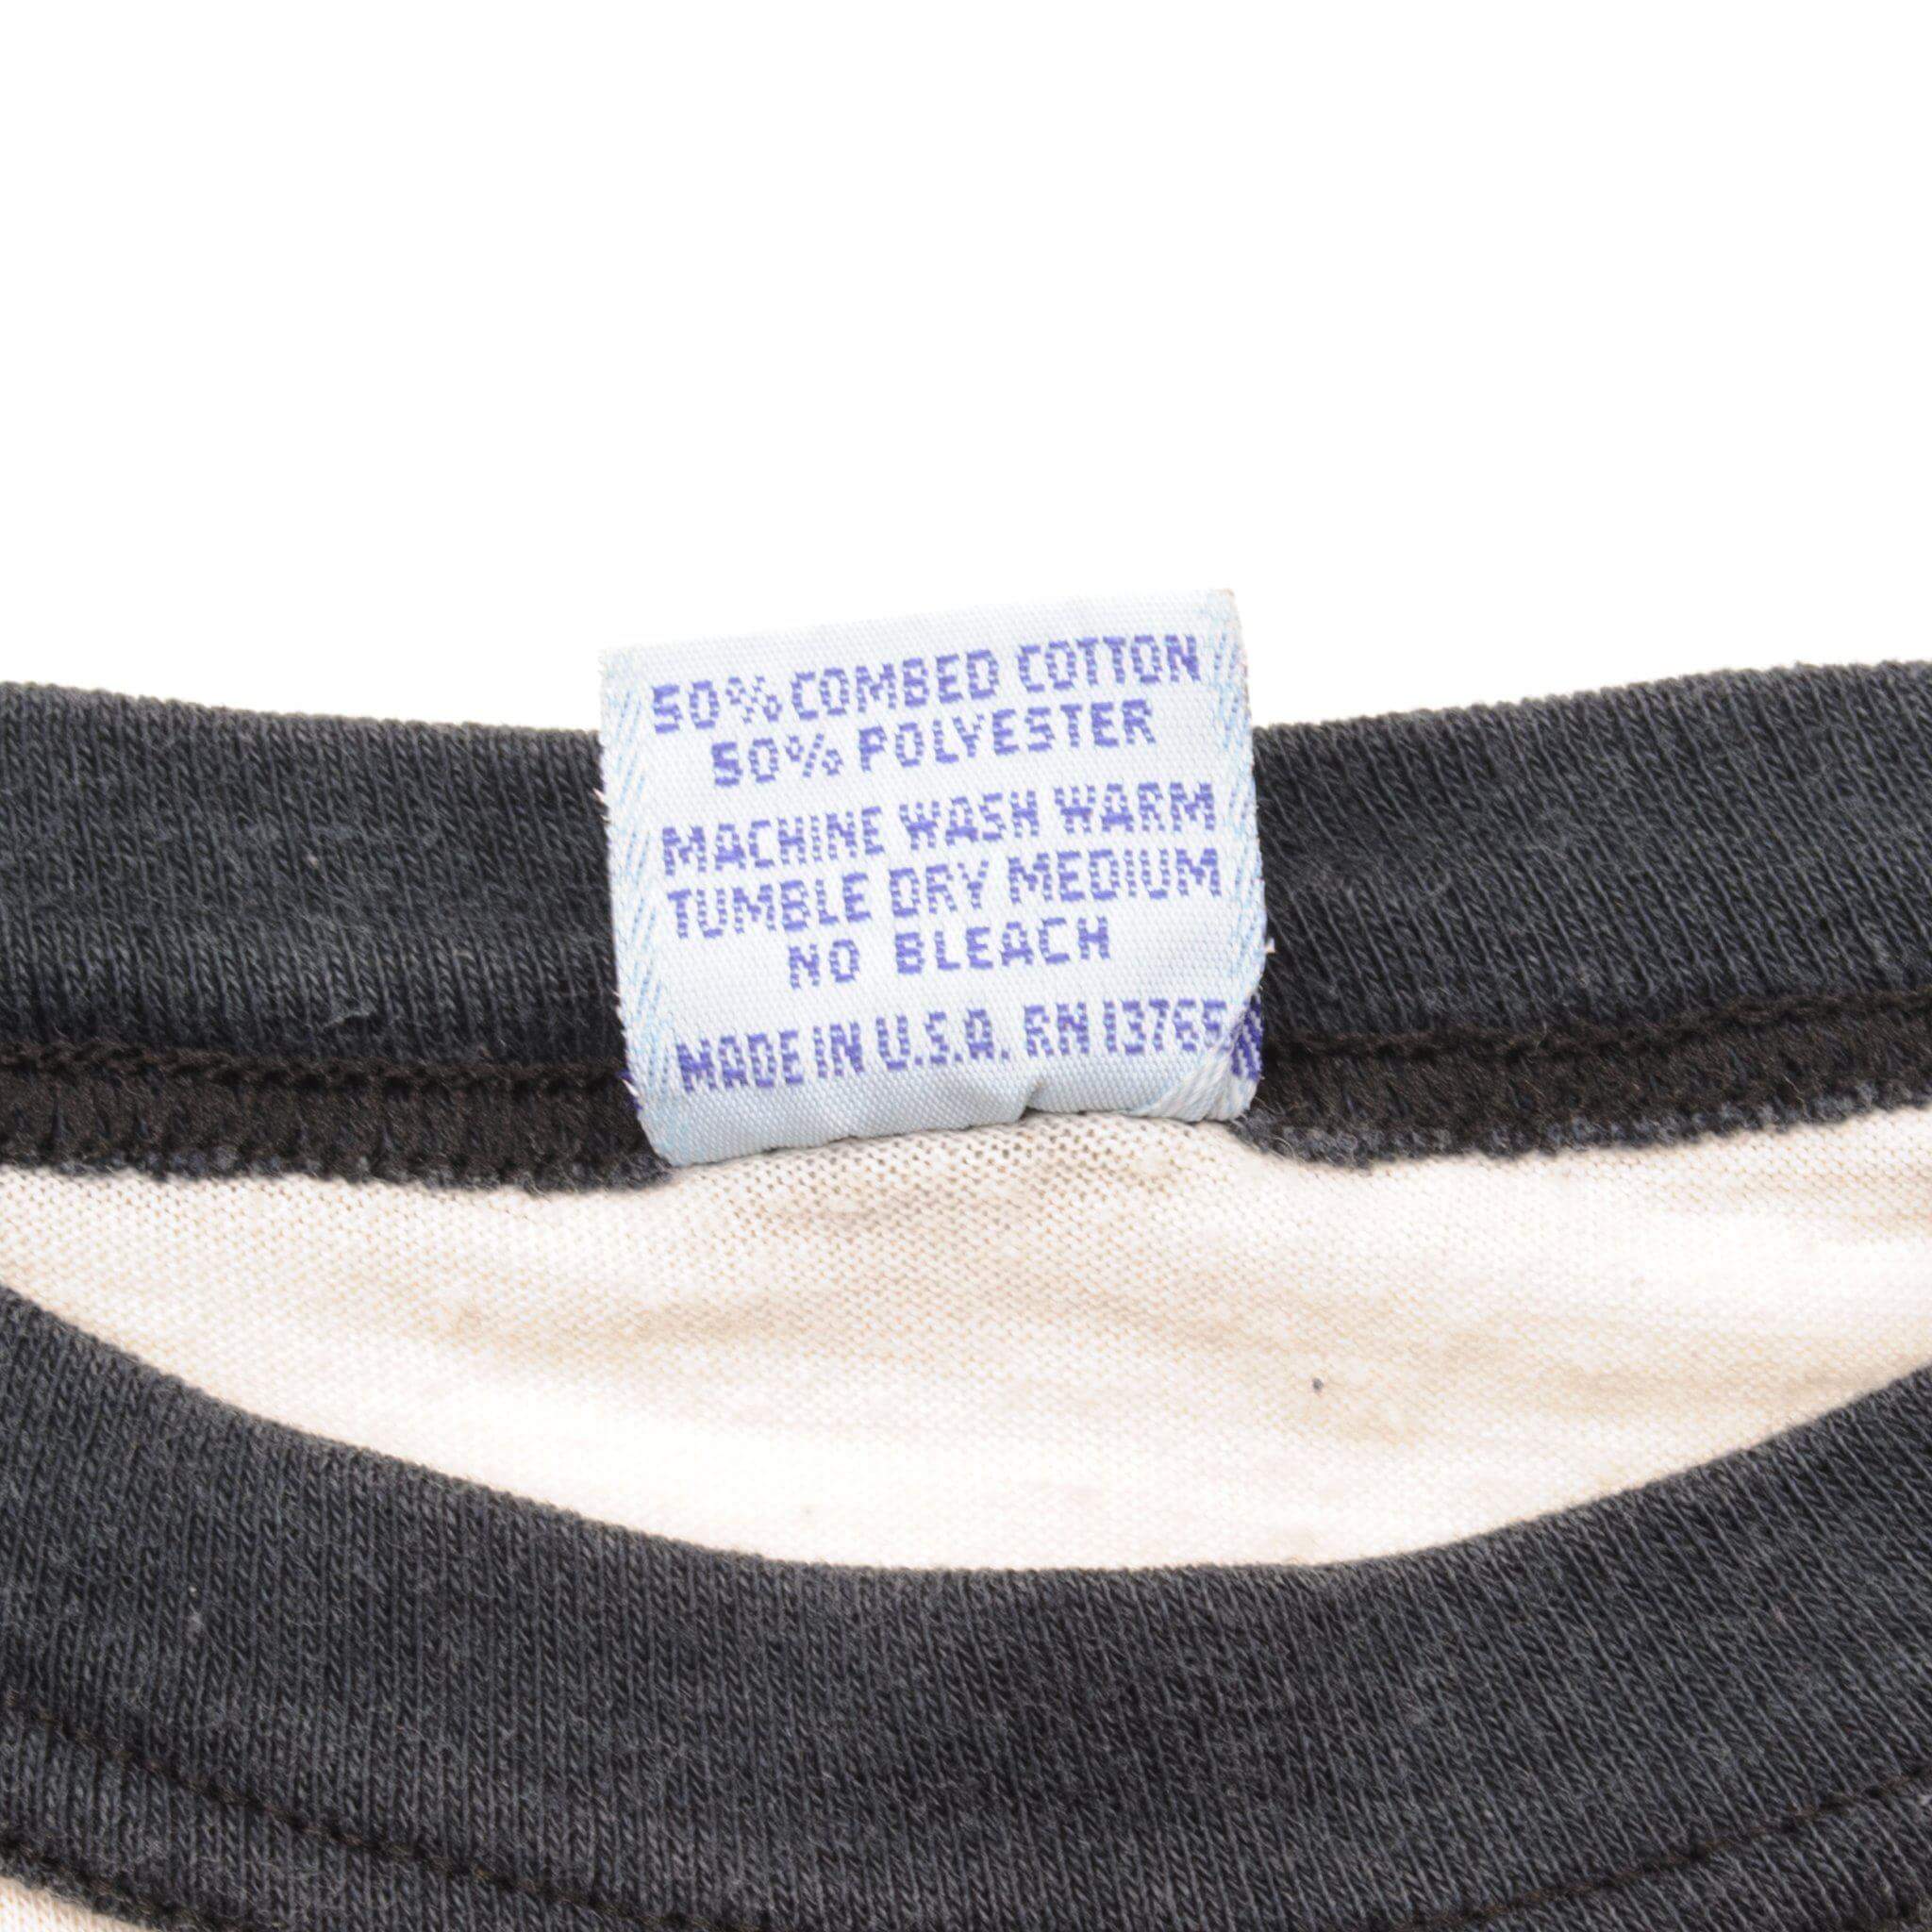 50% COMBED COTTON
50% POLYESTER
MACHINE WASH WARM
TUMBLE DRY MEDIUM
NO BLEACH
MADE IN U.S.A. RN 13765